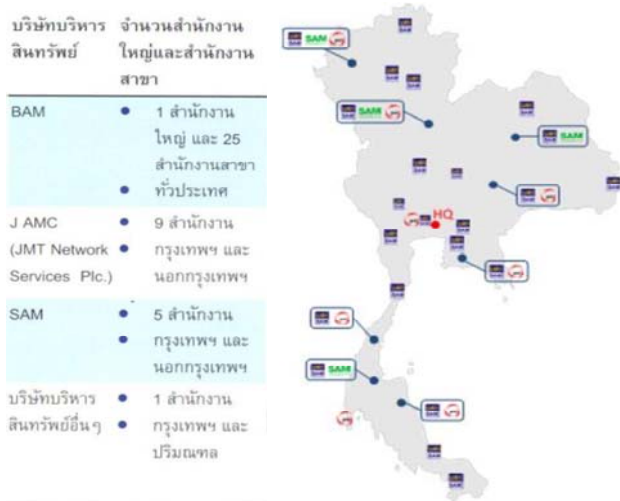 บริษัทบริหาร จำนวนสำนักงาน
สินทรัพย์ ใหญ่และสำนักงาน
สาขา
BAM • 1 สำนักงาน
ใหญ่ และ 25
สำนักงานสาขา
• ทั่วประเทศ
J AMC • 9 สำนักงาน
(JMT Network • กรุงเทพฯ และ
Services Plc.) นอกกรุงเทพฯ
SAM • 5 สำนักงาน
• กรุงเทพฯ และ
นอกกรุงเทพฯ
บริษัทบริหาร • 1 สำนักงาน
สินทรัพย์อื่นๆ • กรุงเทพฯ และ
ปริมณฑล
SAM
SAM
SAM
HQ
SAM